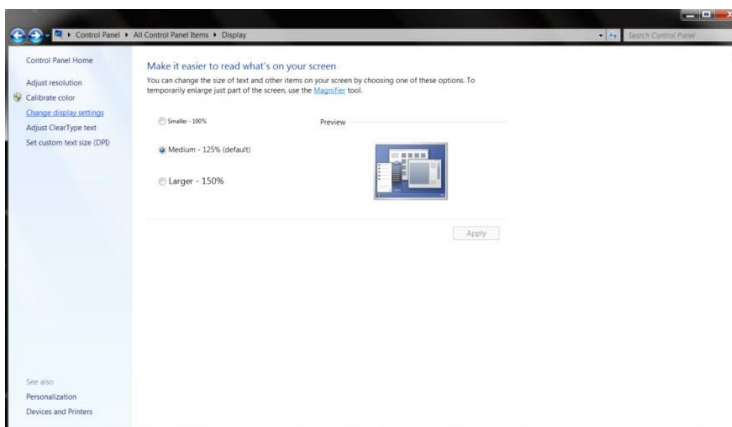 Control Panel ▸ All Control Panel Items ▸ Display
Search Control Panel
Control Panel Home
Adjust resolution
Calibrate color
Change display settings
Adjust ClearType text
Set custom text size (DPI)
Make it easier to read what's on your screen
You can change the size of text and other items on your screen by choosing one of these options. To
temporarily enlarge just part of the screen, use the Magnifier tool.
Smaller - 100%
Preview
Medium - 125% (default)
Larger - 150%
Apply
See also
Personalization
Devices and Printers